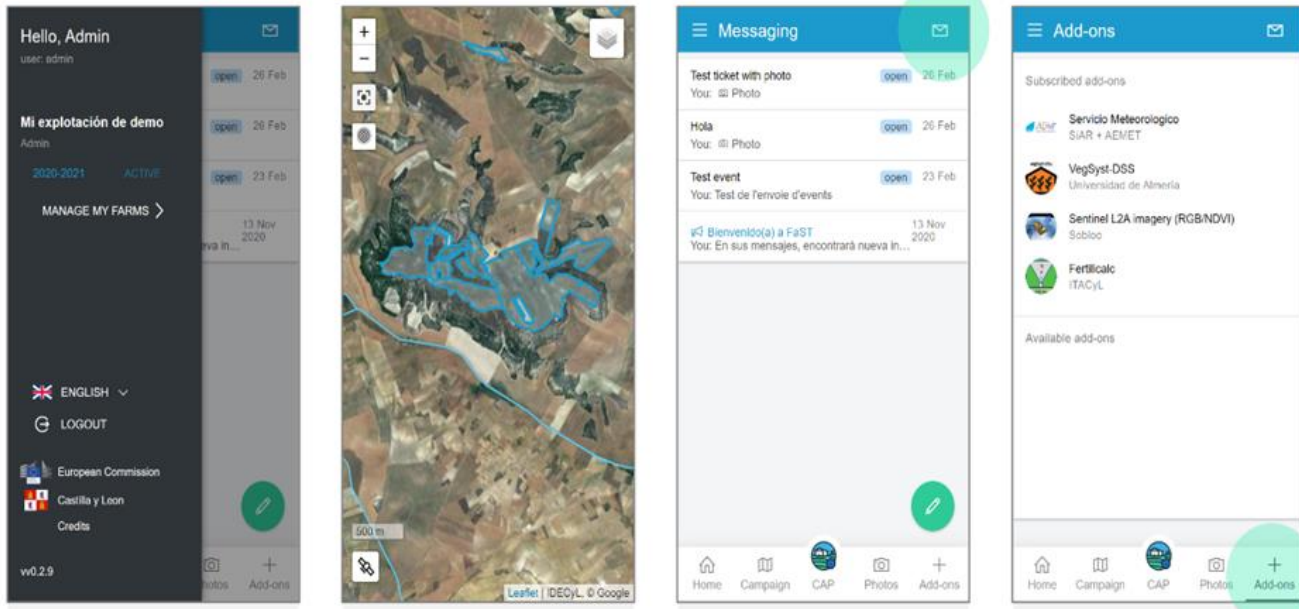 Hello, Admin
user: admin
Mi explotación de demo
Admin
2020-2021 ACTIVE
MANAGE MY FARMS
ENGLISH
LOGOUT
European Commission
Castilla y Leon
Credits
vv0.2.9
open 26 Feb
open 26 Feb
open 23 Feb
13 Nov
2020
eva in...
hotos
Add-ons
+
−
500 m
Leaflet | IDECyL, © Google
Messaging
Test ticket with photo open 26 Feb
You: Photo
Hola open 26 Feb
You: Photo
Test event open 23 Feb
You: Test de l'envoie d'events
Bienvenido(a) a FaST 13 Nov
2020
You: En sus mensajes, encontrará nueva in...
Home Campaign CAP Photos Add-ons
Add-ons
Subscribed add-ons
Servicio Meteorologico
SiAR + AEMET
VegSyst-DSS
Universidad de Almería
Sentinel L2A imagery (RGB/NDVI)
Sobloo
Fertilicalc
ITACyL
Available add-ons
Home Campaign CAP Photos Add-ons